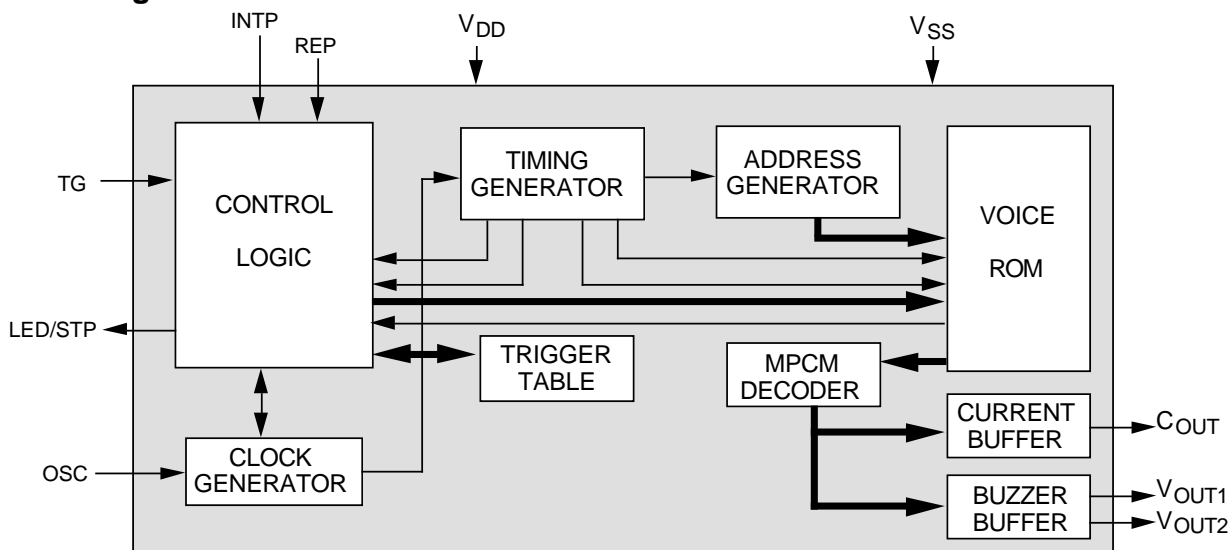 INTP
REP
VDD
VSS
TG
CONTROL
LOGIC
TIMING
GENERATOR
ADDRESS
GENERATOR
VOICE
ROM
LED/STP
TRIGGER
TABLE
MPCM
DECODER
OSC
CLOCK
GENERATOR
CURRENT
BUFFER
COUT
BUZZER
BUFFER
VOUT1
VOUT2